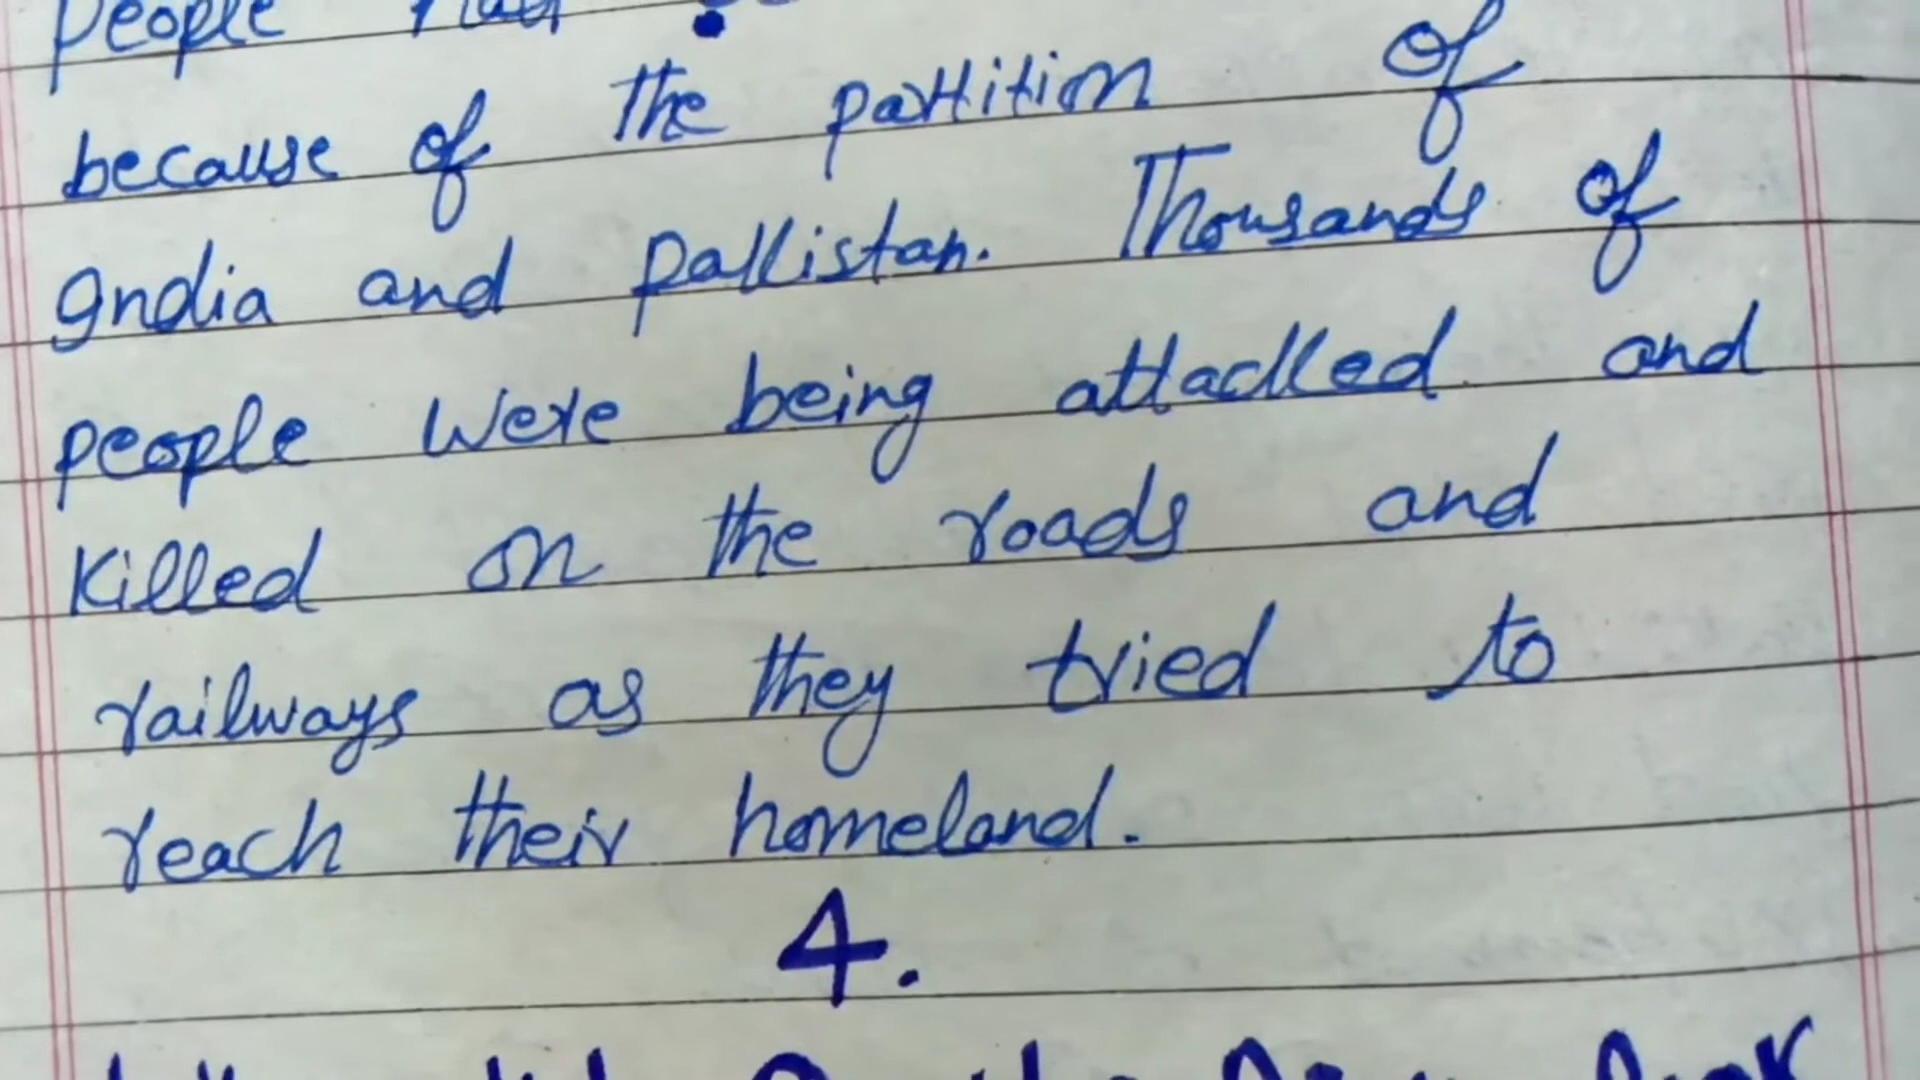 people
because of the partition of
India and Pakistan. Thousands of
people were being attacked and
killed on the roads and
railways as they tried to
reach their homeland.
4.